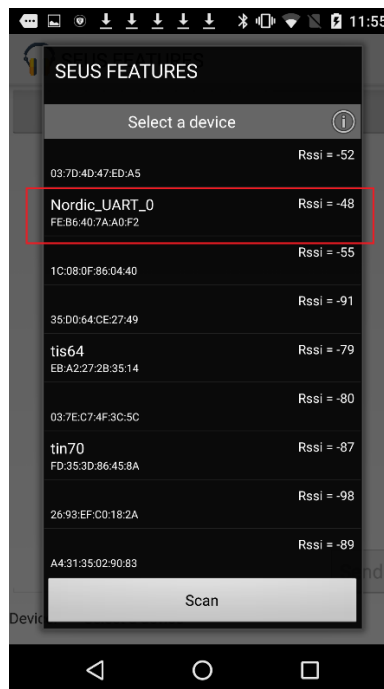 11:55
SEUS FEATURES
Select a device
Rssi = -52
03:7D:4D:47:ED:A5
Nordic_UART_0 Rssi = -48
FE:B6:40:7A:A0:F2
Rssi = -55
1C:08:0F:86:04:40
Rssi = -91
35:D0:64:CE:27:49
tis64 Rssi = -79
EB:A2:27:2B:35:14
Rssi = -80
03:7E:C7:4F:3C:5C
tin70 Rssi = -87
FD:35:3D:86:45:8A
Rssi = -98
26:93:EF:C0:18:2A
Rssi = -89
A4:31:35:02:90:83
Scan